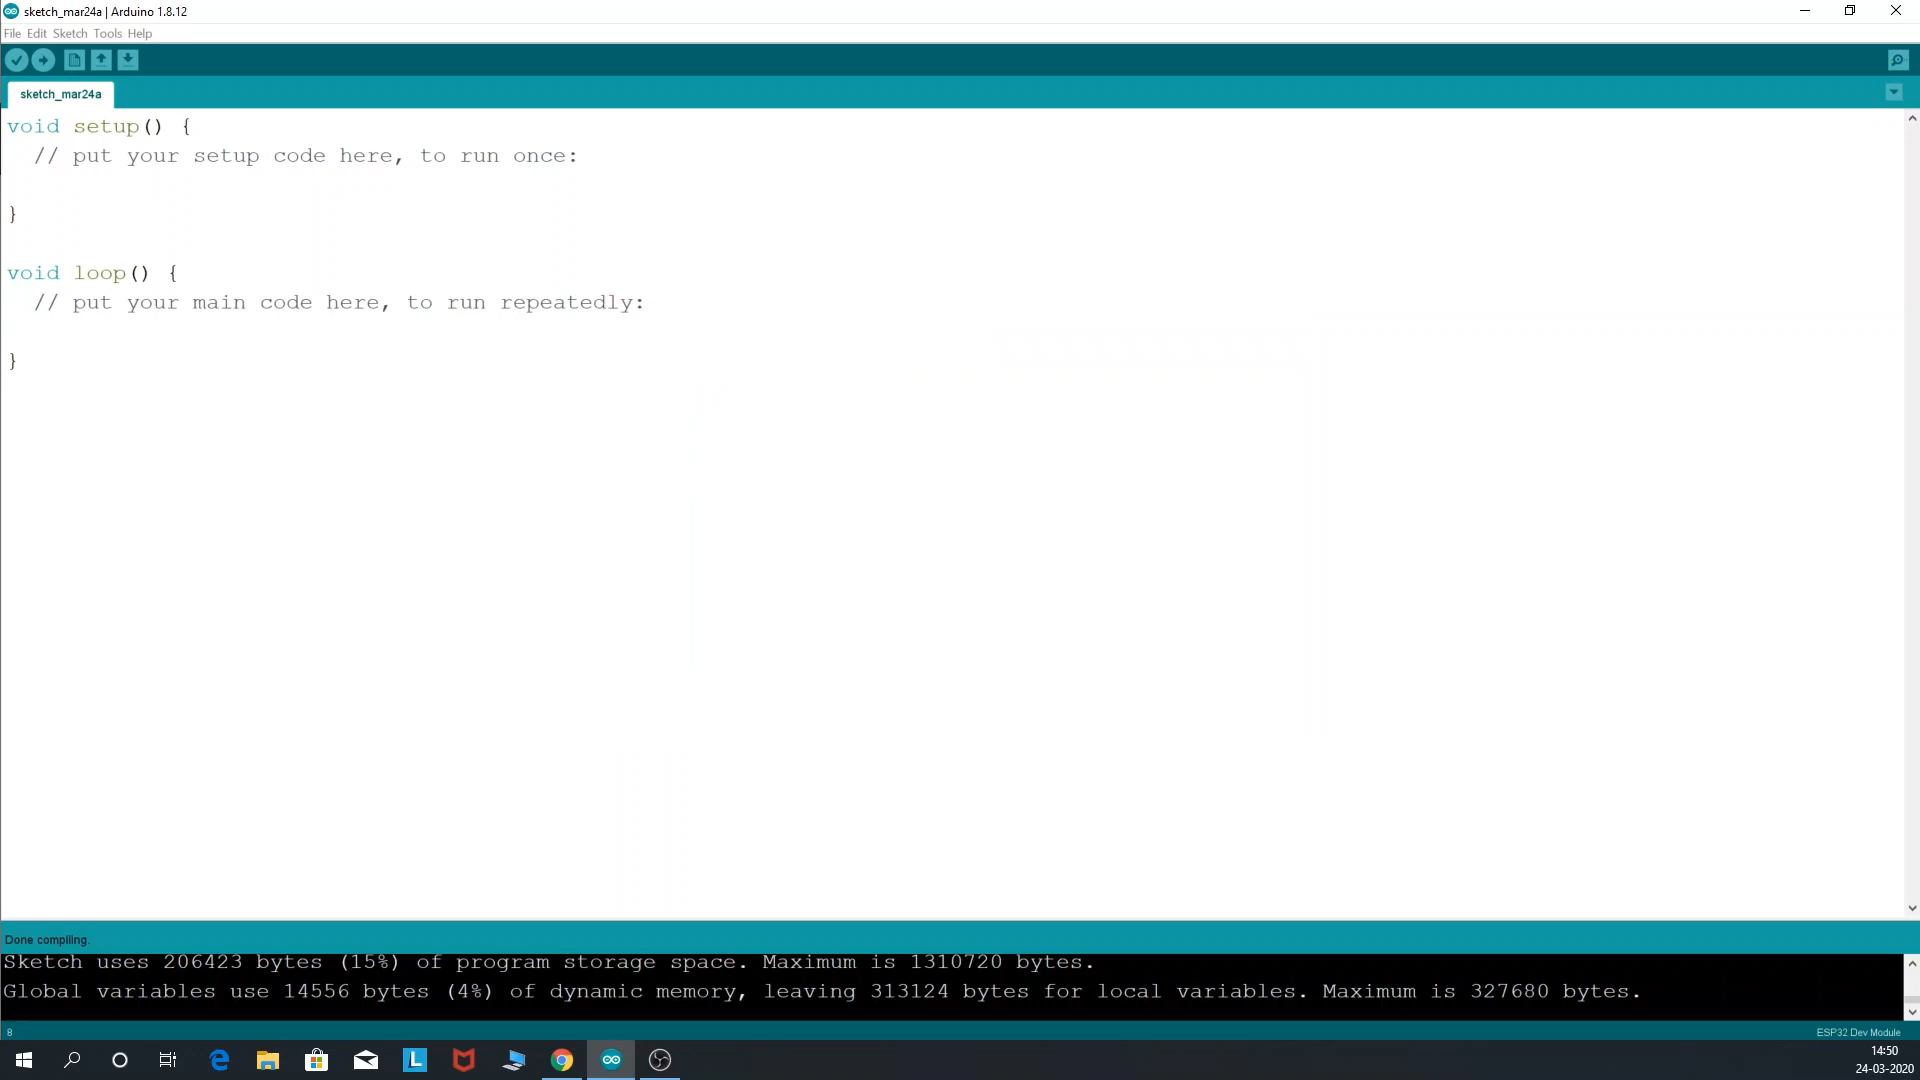 sketch_mar24a | Arduino 1.8.12
File Edit Sketch Tools Help
sketch_mar24a
void setup() {
  // put your setup code here, to run once:
}
void loop() {
  // put your main code here, to run repeatedly:
}
Done compiling.
Sketch uses 206423 bytes (15%) of program storage space. Maximum is 1310720 bytes.
Global variables use 14556 bytes (4%) of dynamic memory, leaving 313124 bytes for local variables. Maximum is 327680 bytes.
8
ESP32 Dev Module
L
14:50
24-03-2020